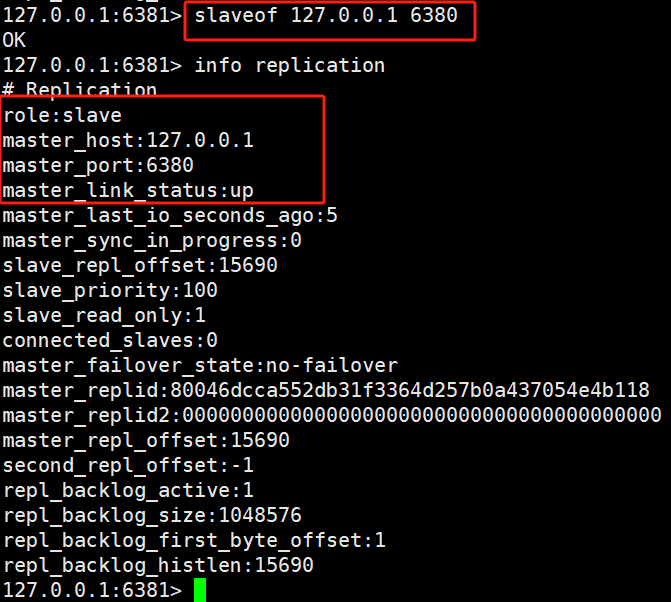 127.0.0.1:6381> slaveof 127.0.0.1 6380
OK
127.0.0.1:6381> info replication
# Replication
role:slave
master_host:127.0.0.1
master_port:6380
master_link_status:up
master_last_io_seconds_ago:5
master_sync_in_progress:0
slave_repl_offset:15690
slave_priority:100
slave_read_only:1
connected_slaves:0
master_failover_state:no-failover
master_replid:80046dcca552db31f3364d257b0a437054e4b118
master_replid2:0000000000000000000000000000000000000000
master_repl_offset:15690
second_repl_offset:-1
repl_backlog_active:1
repl_backlog_size:1048576
repl_backlog_first_byte_offset:1
repl_backlog_histlen:15690
127.0.0.1:6381>